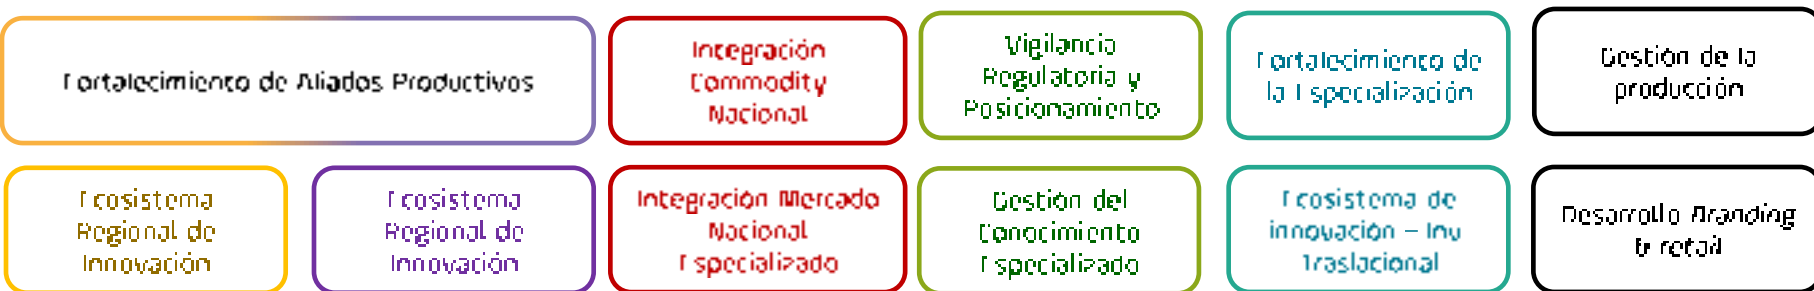 Fortalecimiento de Aliados Productivos
Integración
Commodity
Nacional
Vigilancia
Regulatoria y
Posicionamiento
Fortalecimiento de
la Especialización
Gestión de la
producción
Ecosistema
Regional de
Innovación
Ecosistema
Regional de
Innovación
Integración Mercado
Nacional
Especializado
Gestión del
Conocimiento
Especializado
Ecosistema de
innovación – Inv
Traslacional
Desarrollo Branding
& retail